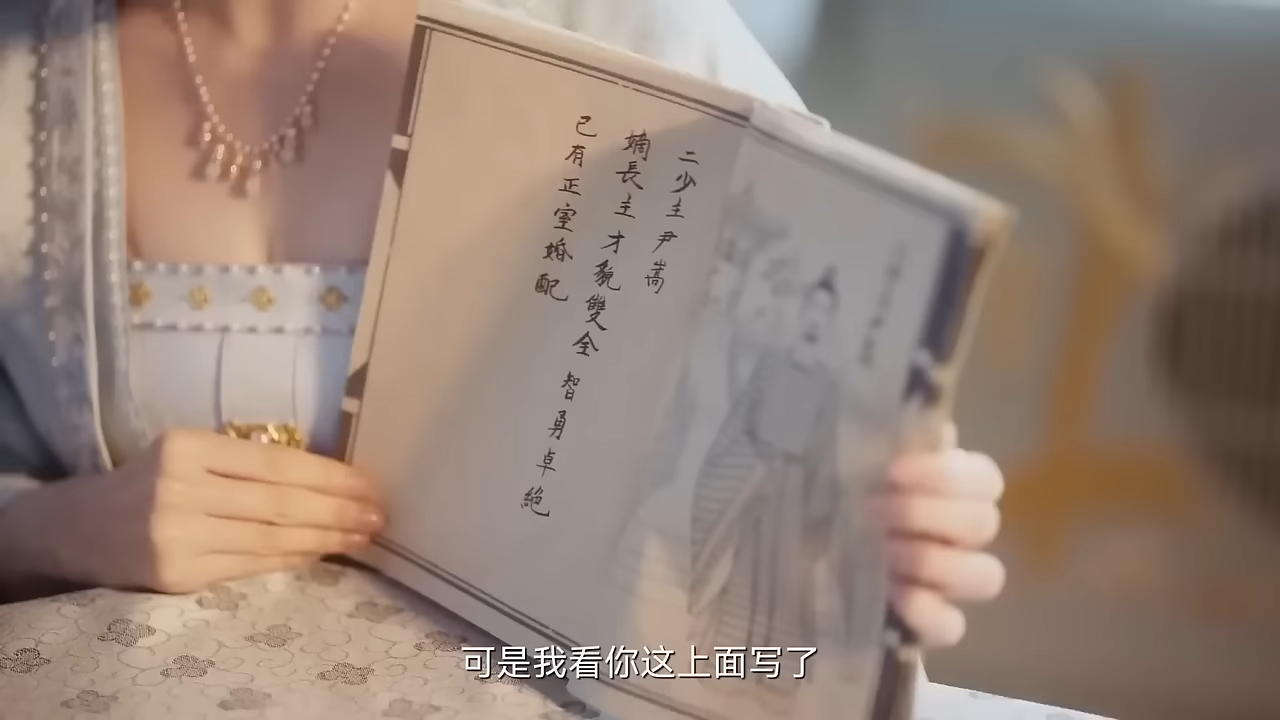 二少主尹嵩
嫡長主才貌雙全智勇卓絕
已有正室婚配
可是我看你这上面写了